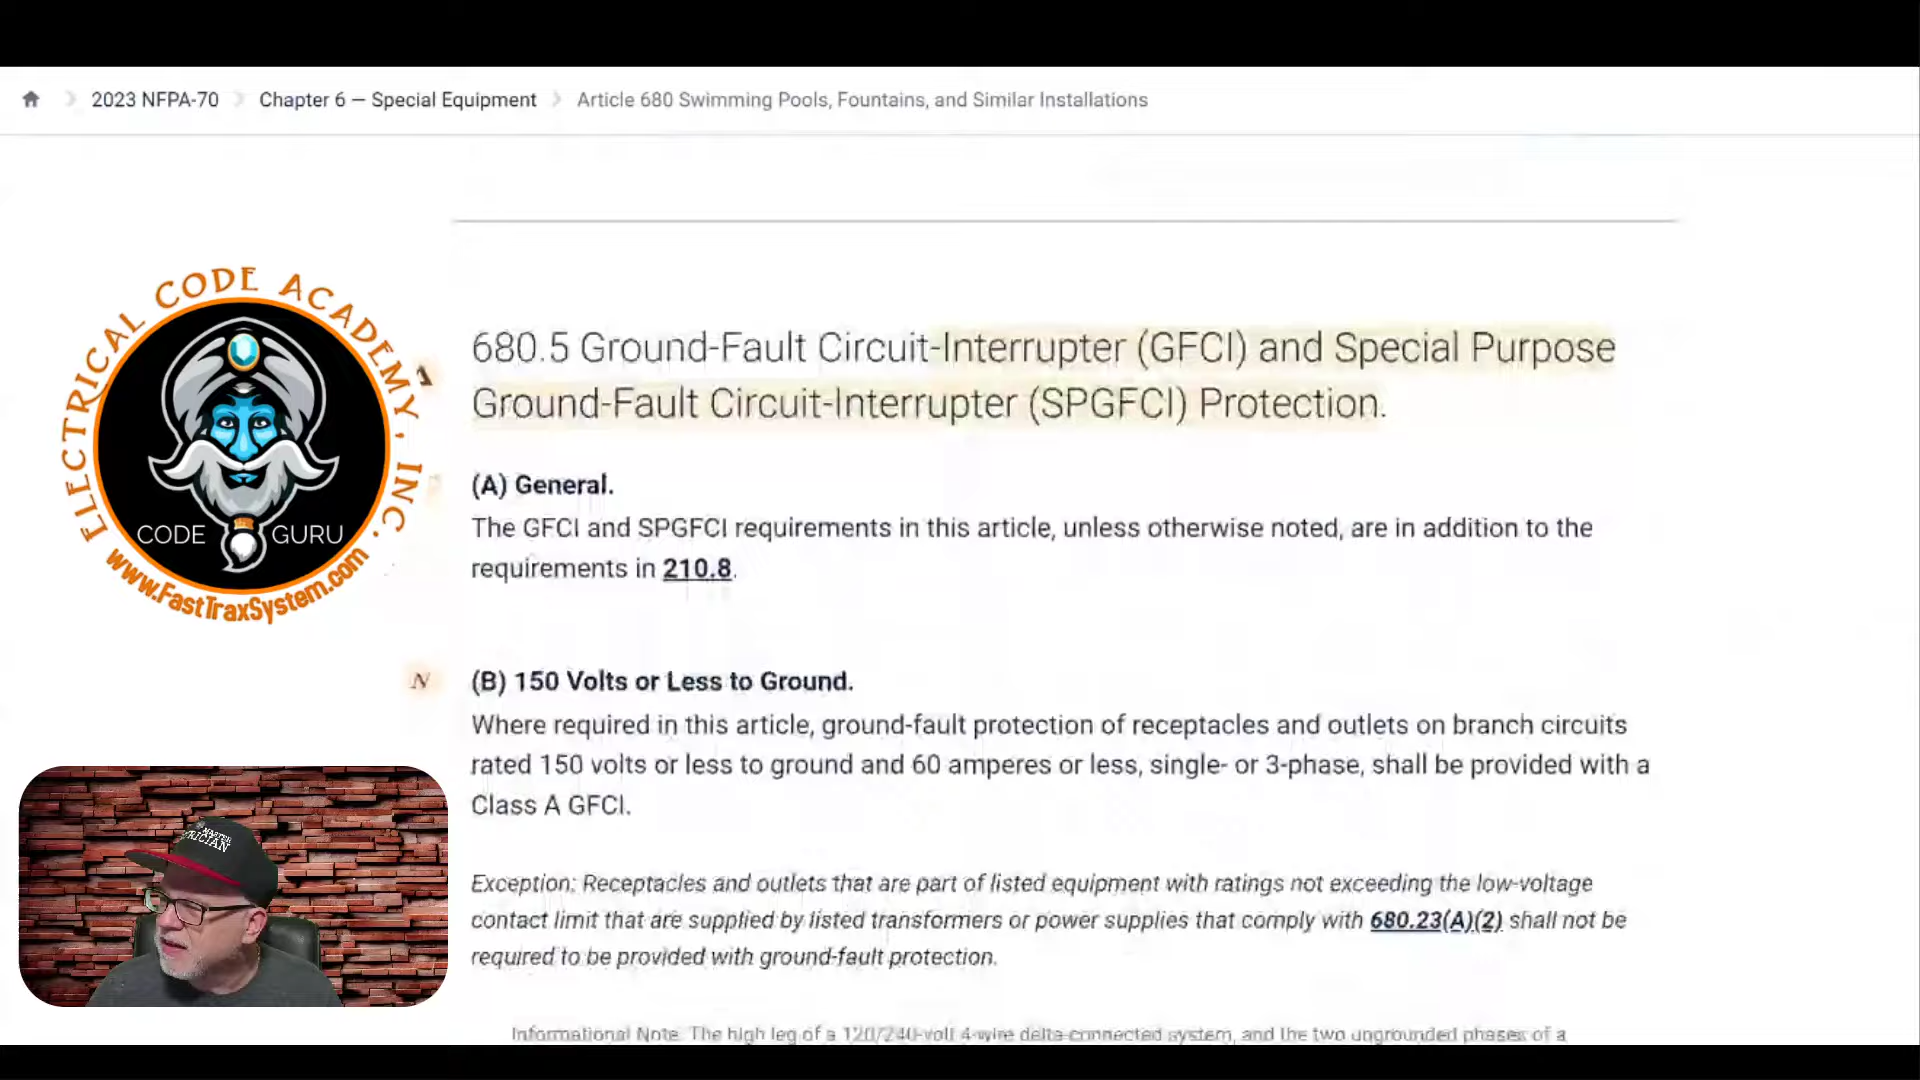 2023 NFPA-70 Chapter 6 — Special Equipment Article 680 Swimming Pools, Fountains, and Similar Installations
ELECTRICAL CODE ACADEMY, INC.
CODE GURU
www.FastTraxSystem.com
680.5 Ground-Fault Circuit-Interrupter (GFCI) and Special Purpose
Ground-Fault Circuit-Interrupter (SPGFCI) Protection.
(A) General.
The GFCI and SPGFCI requirements in this article, unless otherwise noted, are in addition to the
requirements in 210.8.
N (B) 150 Volts or Less to Ground.
Where required in this article, ground-fault protection of receptacles and outlets on branch circuits
rated 150 volts or less to ground and 60 amperes or less, single- or 3-phase, shall be provided with a
Class A GFCI.
Exception: Receptacles and outlets that are part of listed equipment with ratings not exceeding the low-voltage
contact limit that are supplied by listed transformers or power supplies that comply with 680.23(A)(2) shall not be
required to be provided with ground-fault protection.
Informational Note: The high leg of a 120/240-volt 4-wire delta-connected system, and the two ungrounded phases of a
MASTER